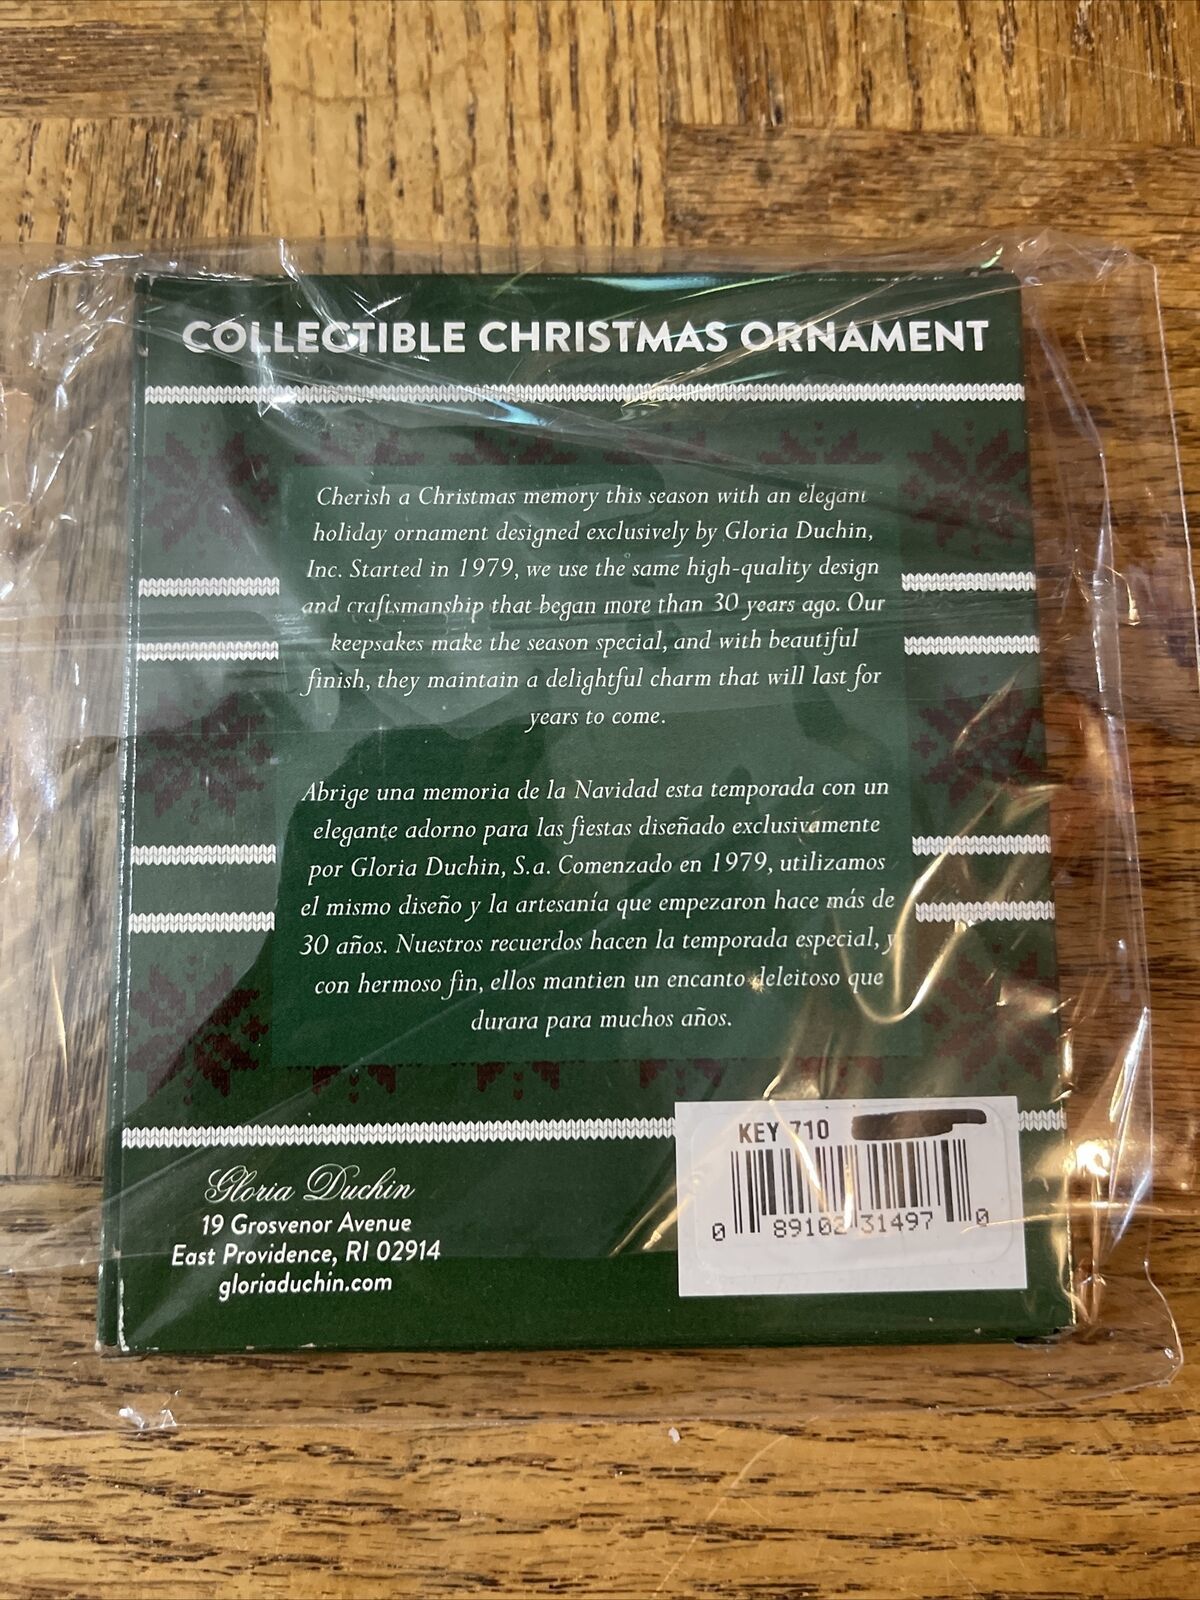 COLLECTIBLE CHRISTMAS ORNAMENT
Cherish a Christmas memory this season with an elegant
holiday ornament designed exclusively by Gloria Duchin,
Inc. Started in 1979, we use the same high-quality design
and craftsmanship that began more than 30 years ago. Our
keepsakes make the season special, and with beautiful
finish, they maintain a delightful charm that will last for
years to come.
Abrige una memoria de la Navidad esta temporada con un
elegante adorno para las fiestas diseñado exclusivamente
por Gloria Duchin, S.a. Comenzado en 1979, utilizamos
el mismo diseño y la artesanía que empezaron hace más de
30 años. Nuestros recuerdos hacen la temporada especial, y
con hermoso fin, ellos mantien un encanto deleitoso que
durara para muchos años.
Gloria Duchin
19 Grosvenor Avenue
East Providence, RI 02914
gloriaduchin.com
KEY 710
0 89102 31497 0